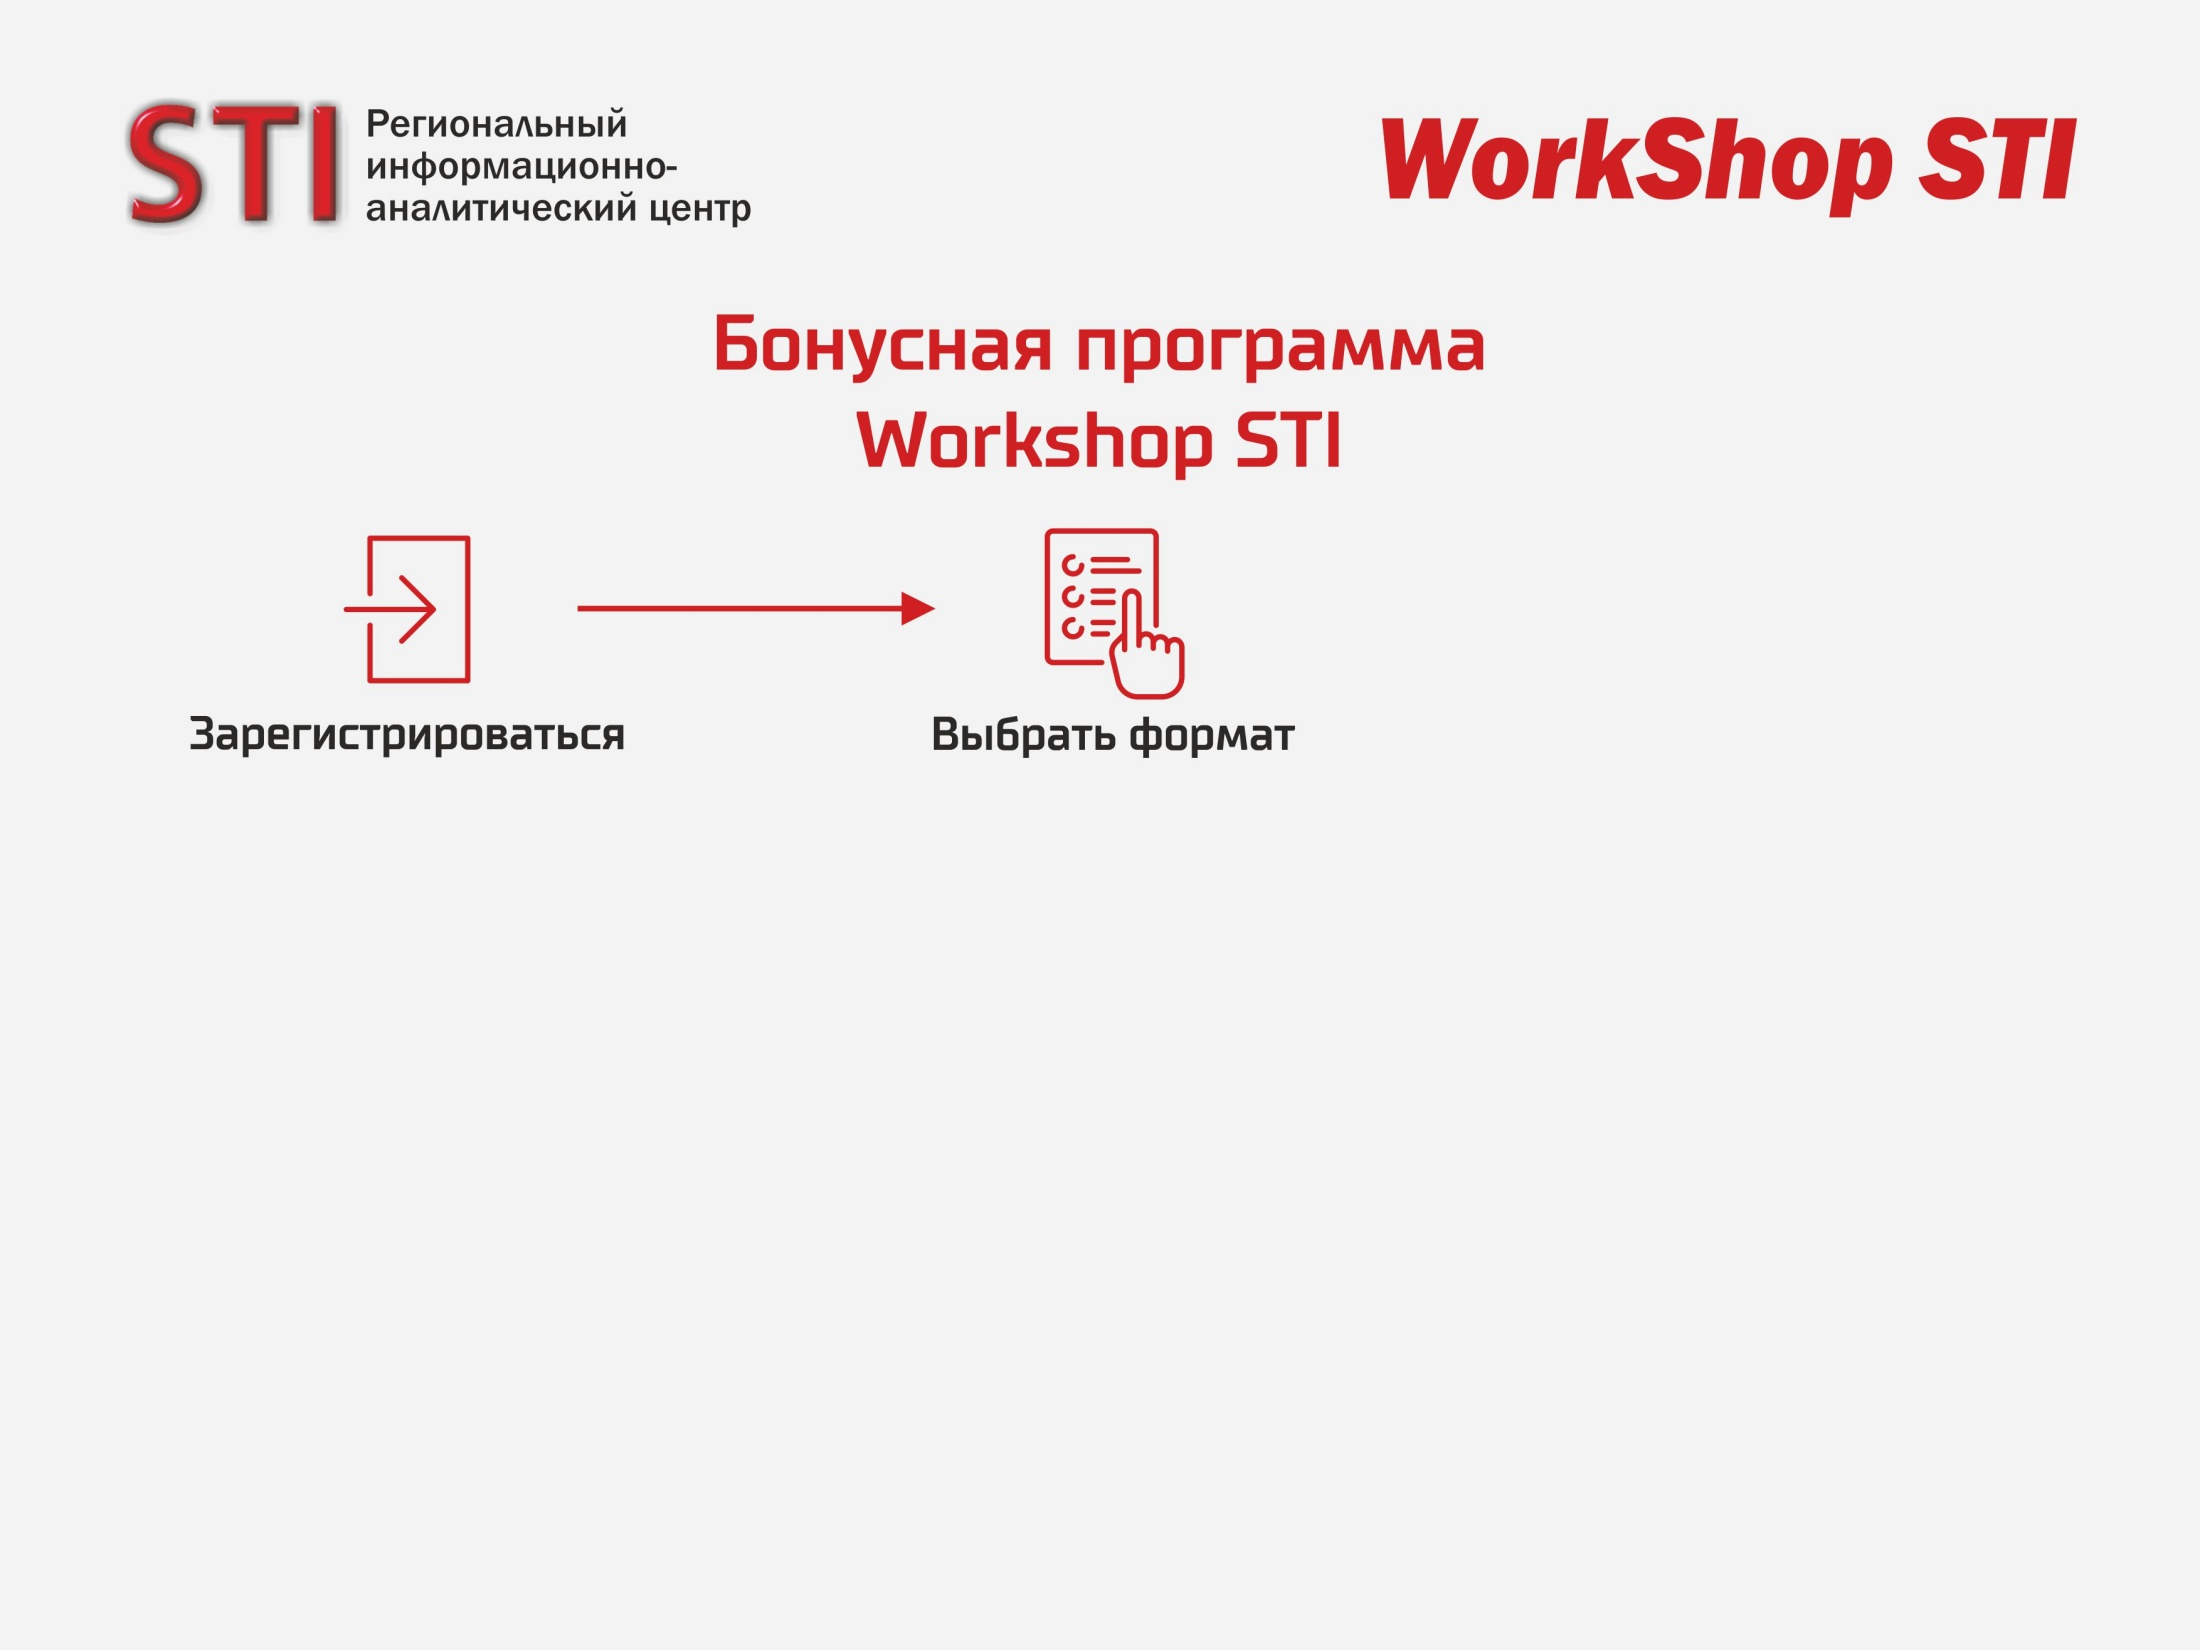 STI
Региональный
информационно-
аналитический центр
WorkShop STI
Бонусная программа
Workshop STI
Зарегистрироваться
Выбрать формат